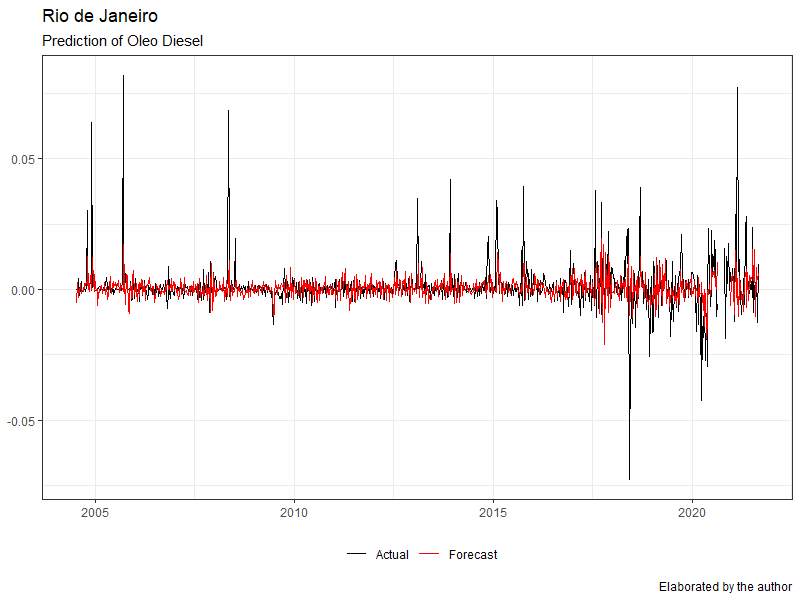 Rio de Janeiro
Prediction of Oleo Diesel
0.05
0.00
-0.05
2005 2010 2015 2020
Actual Forecast
Elaborated by the author